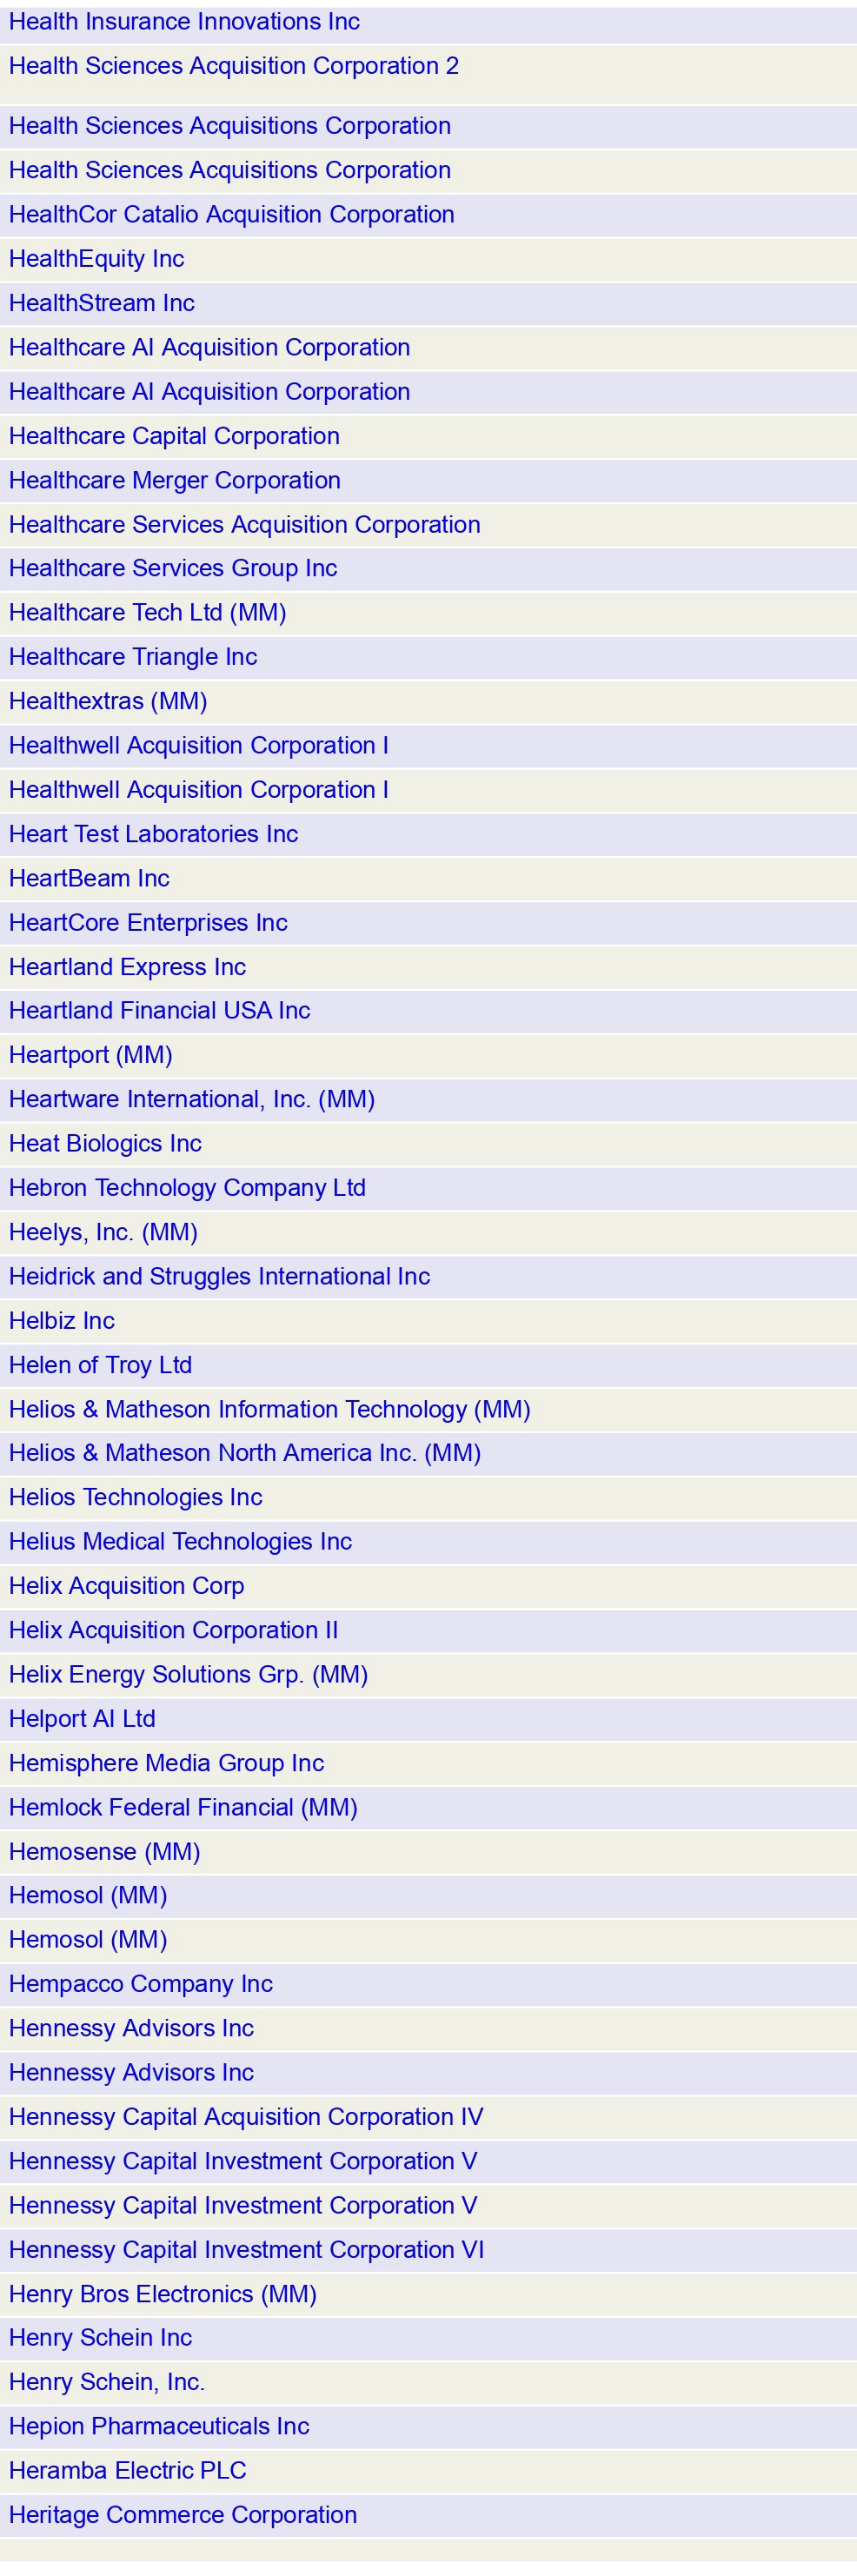 Health Insurance Innovations Inc
Health Sciences Acquisition Corporation 2
Health Sciences Acquisitions Corporation
Health Sciences Acquisitions Corporation
HealthCor Catalio Acquisition Corporation
HealthEquity Inc
HealthStream Inc
Healthcare AI Acquisition Corporation
Healthcare AI Acquisition Corporation
Healthcare Capital Corporation
Healthcare Merger Corporation
Healthcare Services Acquisition Corporation
Healthcare Services Group Inc
Healthcare Tech Ltd (MM)
Healthcare Triangle Inc
Healthextras (MM)
Healthwell Acquisition Corporation I
Healthwell Acquisition Corporation I
Heart Test Laboratories Inc
HeartBeam Inc
HeartCore Enterprises Inc
Heartland Express Inc
Heartland Financial USA Inc
Heartport (MM)
Heartware International, Inc. (MM)
Heat Biologics Inc
Hebron Technology Company Ltd
Heelys, Inc. (MM)
Heidrick and Struggles International Inc
Helbiz Inc
Helen of Troy Ltd
Helios & Matheson Information Technology (MM)
Helios & Matheson North America Inc. (MM)
Helios Technologies Inc
Helius Medical Technologies Inc
Helix Acquisition Corp
Helix Acquisition Corporation II
Helix Energy Solutions Grp. (MM)
Helport AI Ltd
Hemisphere Media Group Inc
Hemlock Federal Financial (MM)
Hemosense (MM)
Hemosol (MM)
Hemosol (MM)
Hempacco Company Inc
Hennessy Advisors Inc
Hennessy Advisors Inc
Hennessy Capital Acquisition Corporation IV
Hennessy Capital Investment Corporation V
Hennessy Capital Investment Corporation V
Hennessy Capital Investment Corporation VI
Henry Bros Electronics (MM)
Henry Schein Inc
Henry Schein, Inc.
Hepion Pharmaceuticals Inc
Heramba Electric PLC
Heritage Commerce Corporation